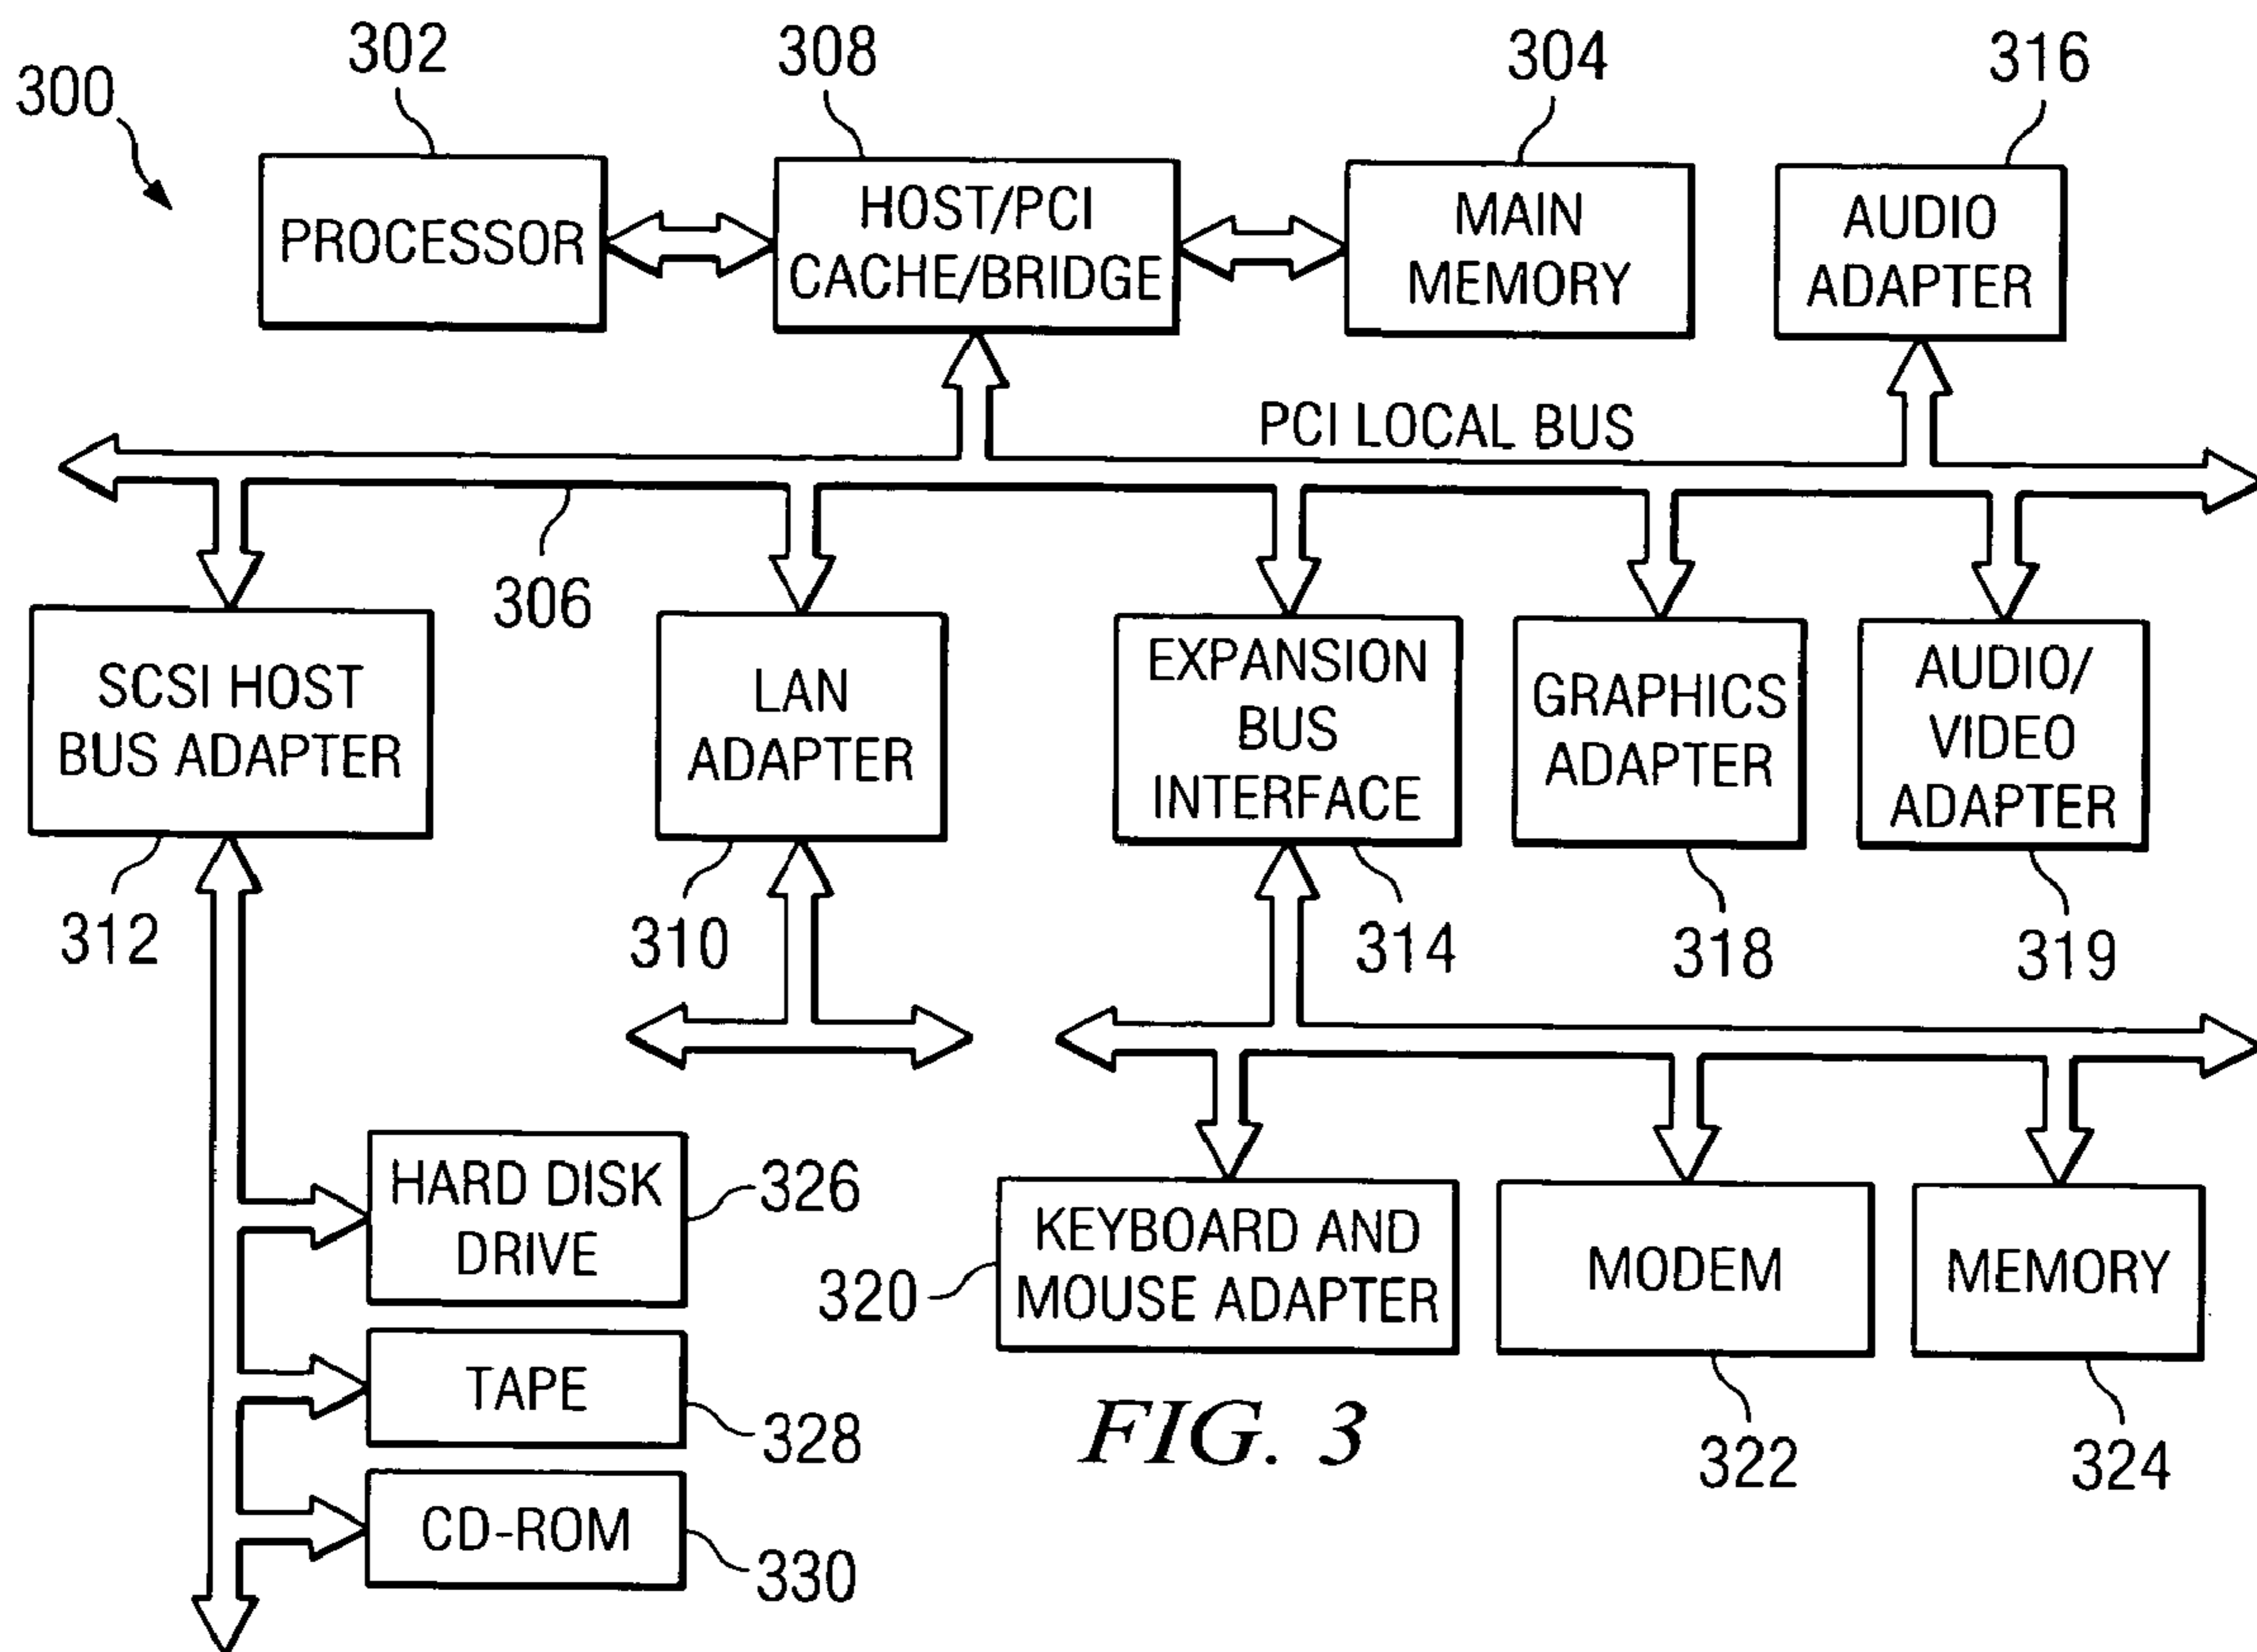 300
302
308
304
316
PROCESSOR
HOST/PCI
CACHE/BRIDGE
MAIN
MEMORY
AUDIO
ADAPTER
PCI LOCAL BUS
306
SCSI HOST
BUS ADAPTER
LAN
ADAPTER
EXPANSION
BUS
INTERFACE
GRAPHICS
ADAPTER
AUDIO/
VIDEO
ADAPTER
312
310
314
318
319
HARD DISK
DRIVE
326
TAPE
328
CD-ROM
330
320
KEYBOARD AND
MOUSE ADAPTER
MODEM
MEMORY
322
324
FIG. 3